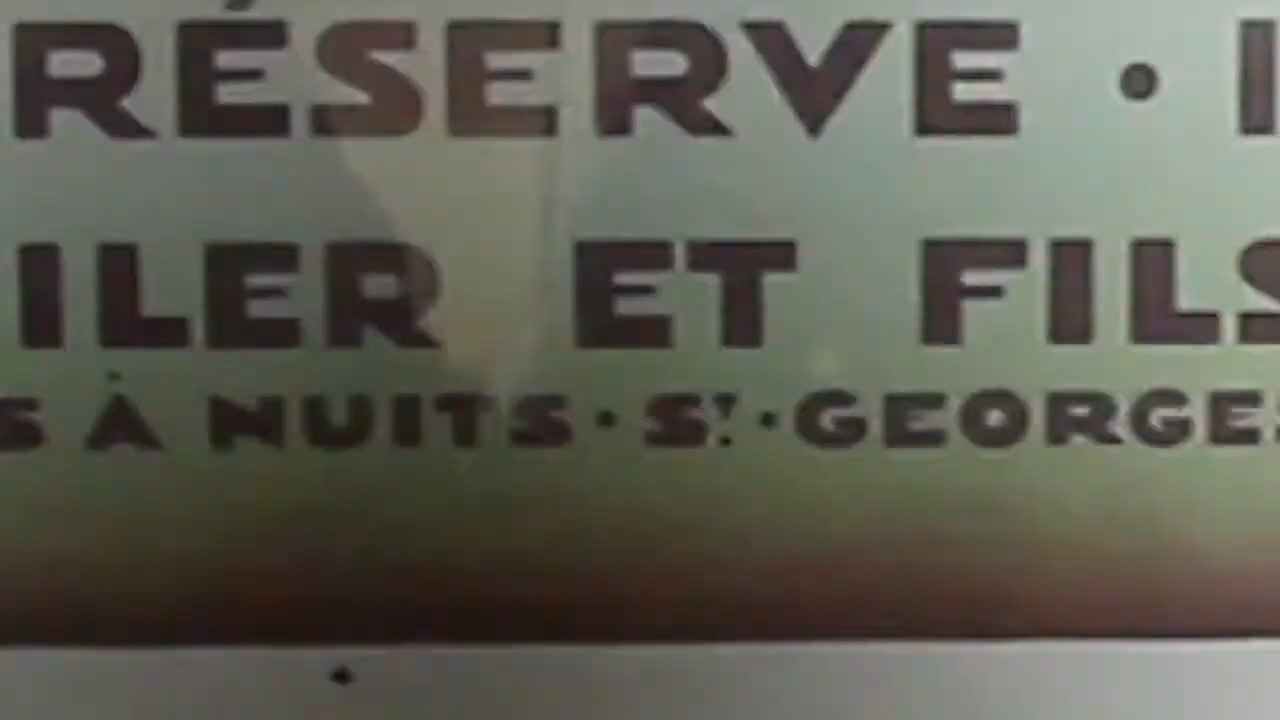 RÉSERVE · I
ILER ET FILS
S À NUITS·Sᵀ·GEORGES